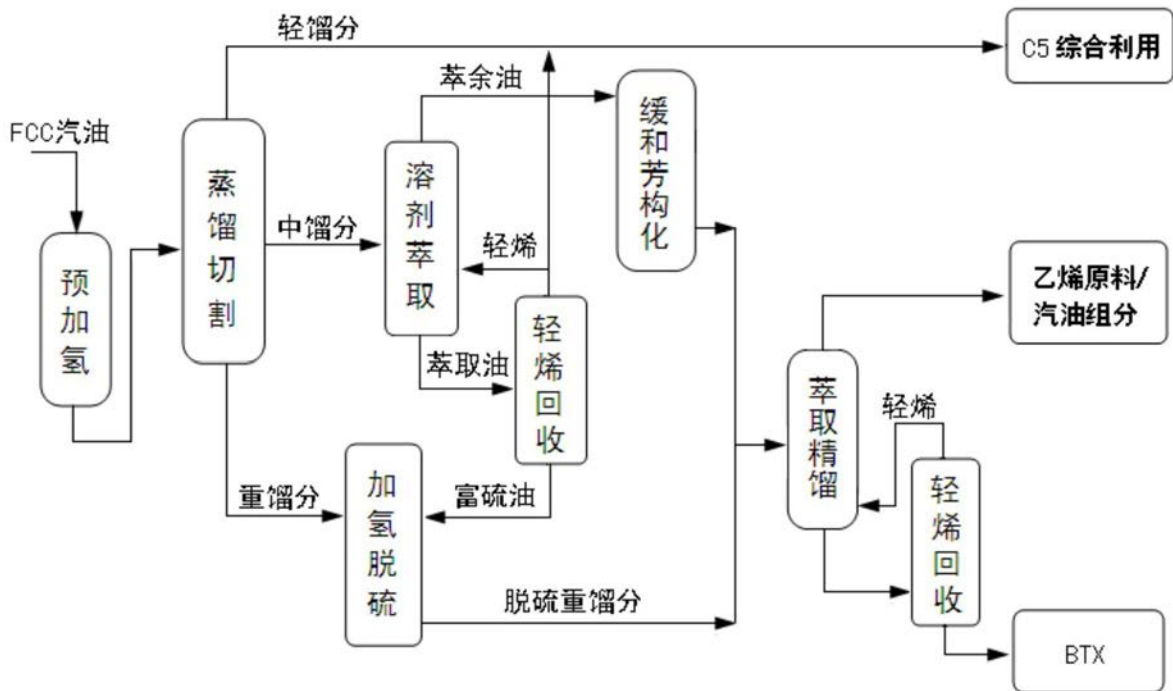 轻馏分
C5 综合利用
萃余油
FCC汽油
缓和芳构化
蒸馏切割
溶剂萃取
中馏分
轻烯
预加氢
乙烯原料/
汽油组分
轻烯回收
萃取油
萃取精馏
轻烯
重馏分
加氢脱硫
富硫油
轻烯回收
脱硫重馏分
BTX